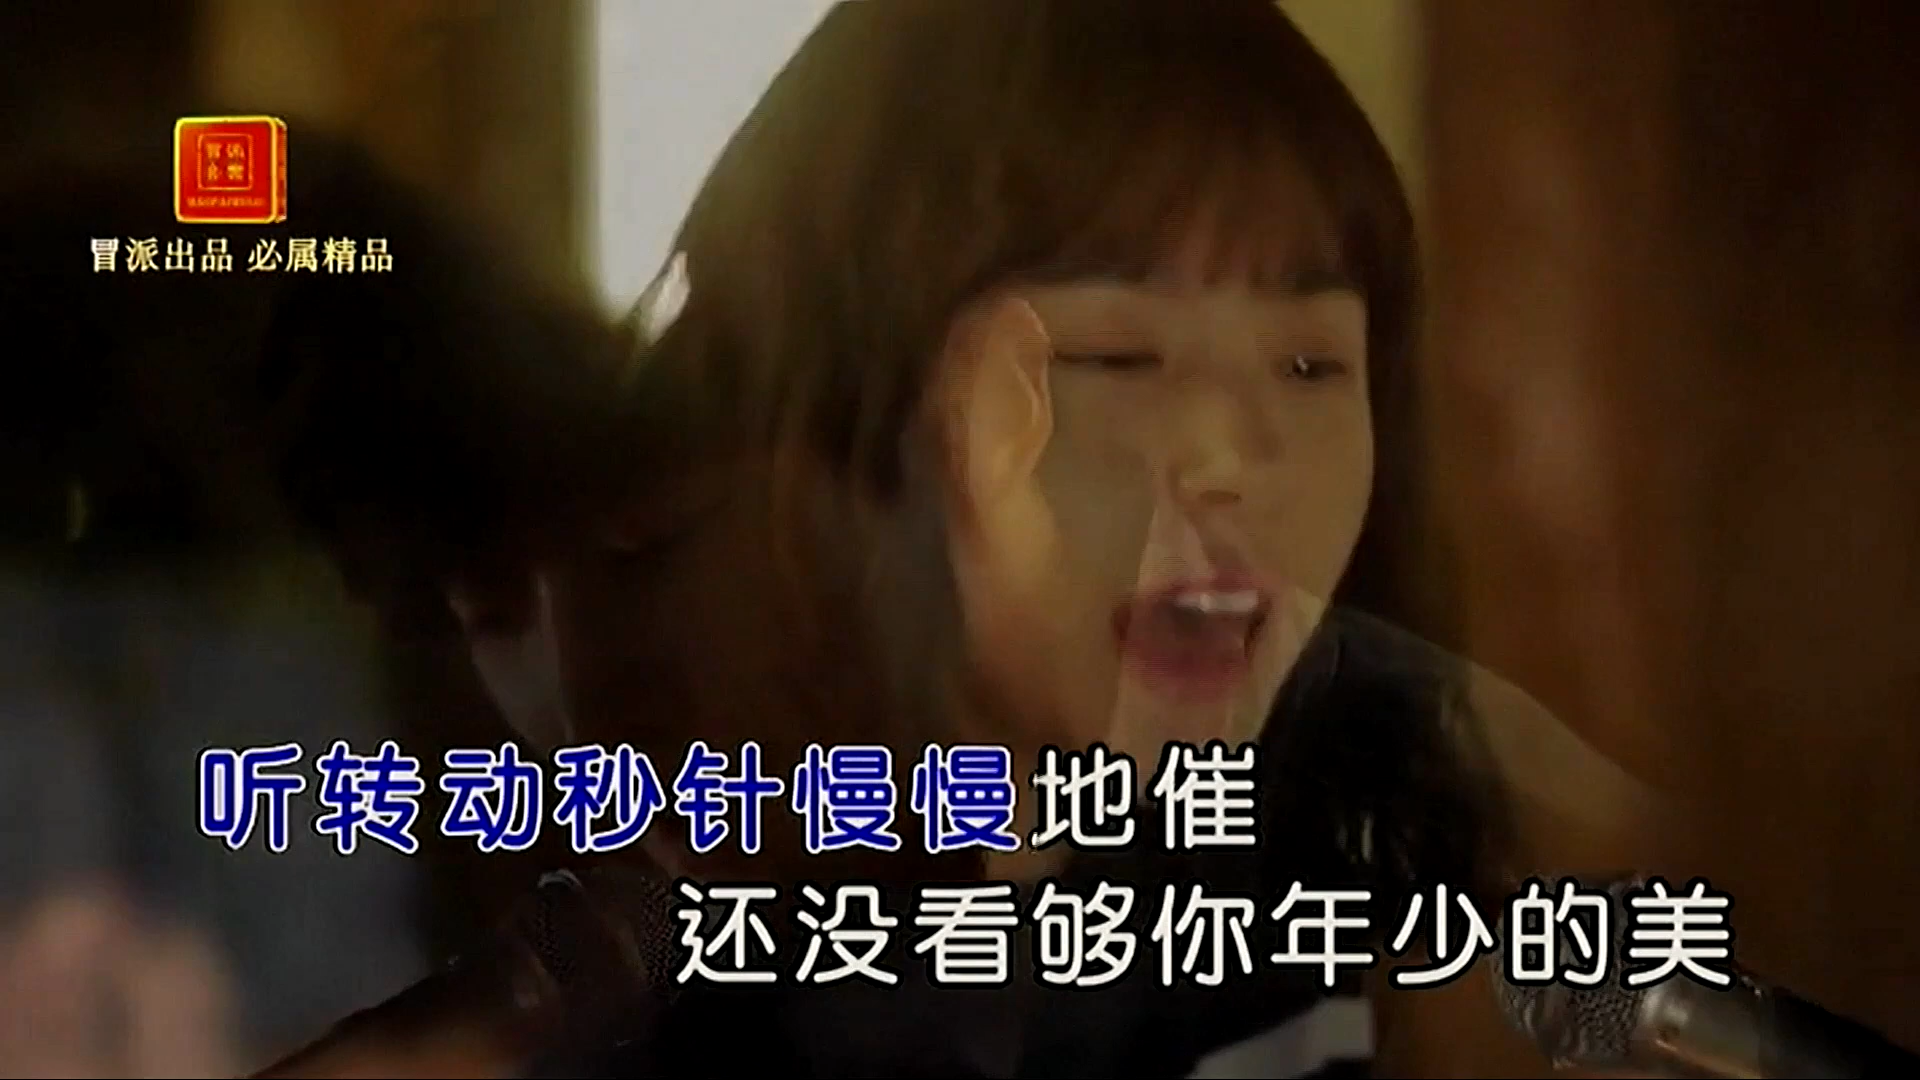 冒派出品 必属精品
听转动秒针慢慢地催
还没看够你年少的美